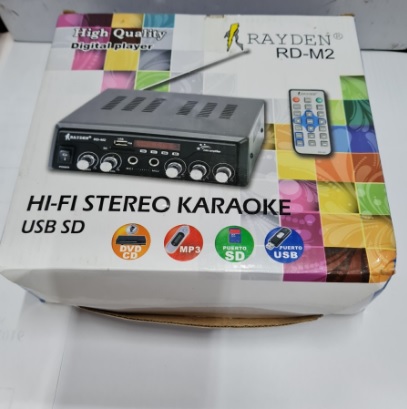 High Quality
Digital player
RAYDEN®
RD-M2
RAYDEN
HI-FI STEREO KARAOKE
USB SD
DVD
CD
MP3
PUERTO
SD
PUERTO
USB